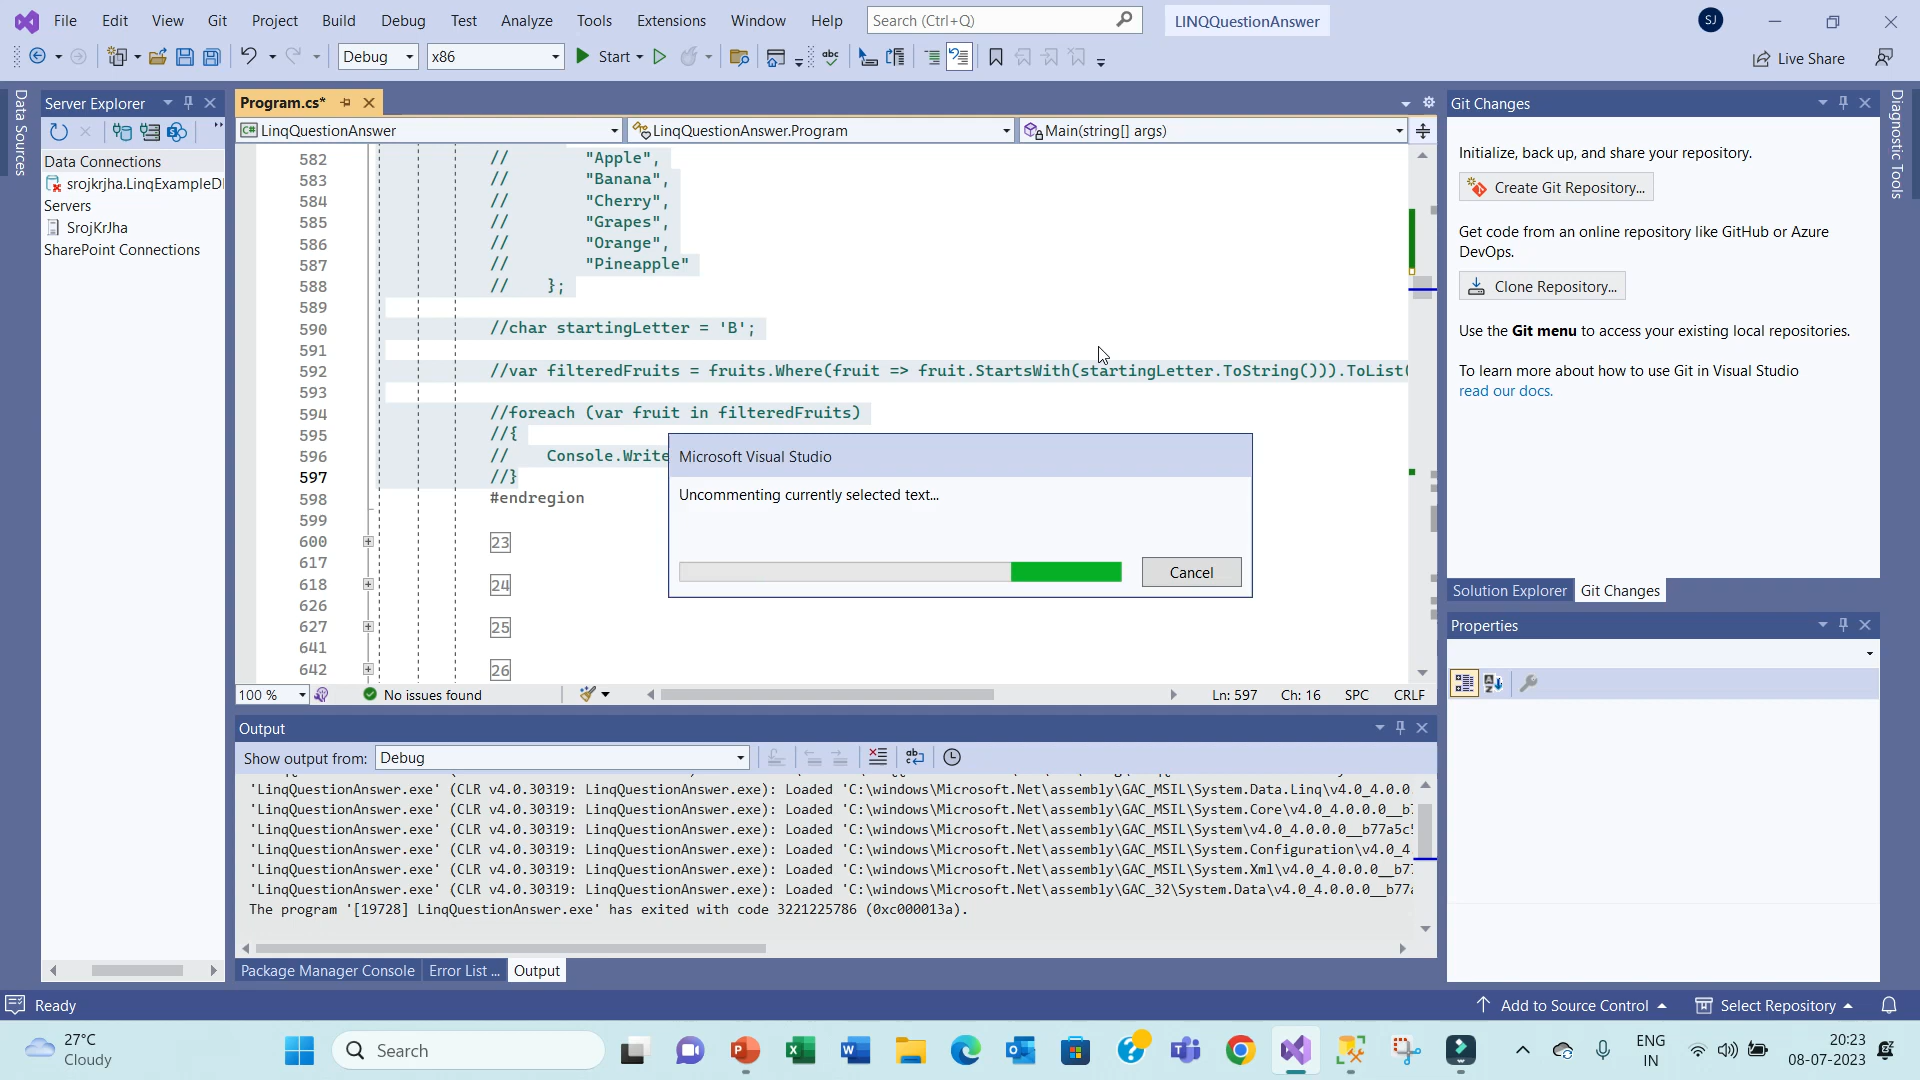 File Edit View Git Project Build Debug Test Analyze Tools Extensions Window Help Search (Ctrl+Q) LINQQuestionAnswer SJ
Debug x86 Start Live Share
Data Sources
Server Explorer
Data Connections
srojkrjha.LinqExampleD
Servers
SrojKrJha
SharePoint Connections
Program.cs*
LinqQuestionAnswer LinqQuestionAnswer.Program Main(string[] args)
582 // "Apple",
583 // "Banana",
584 // "Cherry",
585 // "Grapes",
586 // "Orange",
587 // "Pineapple"
588 // };
589
590 //char startingLetter = 'B';
591
592 //var filteredFruits = fruits.Where(fruit => fruit.StartsWith(startingLetter.ToString())).ToList(
593
594 //foreach (var fruit in filteredFruits)
595 //{
596 // Console.Write
597 //}
598 #endregion
599
600 23
617
618 24
626
627 25
641
642 26
Microsoft Visual Studio
Uncommenting currently selected text...
Cancel
100 % No issues found Ln: 597 Ch: 16 SPC CRLF
Output
Show output from: Debug
'LinqQuestionAnswer.exe' (CLR v4.0.30319: LinqQuestionAnswer.exe): Loaded 'C:\windows\Microsoft.Net\assembly\GAC_MSIL\System.Data.Linq\v4.0_4.0.0
'LinqQuestionAnswer.exe' (CLR v4.0.30319: LinqQuestionAnswer.exe): Loaded 'C:\windows\Microsoft.Net\assembly\GAC_MSIL\System.Core\v4.0_4.0.0.0__b
'LinqQuestionAnswer.exe' (CLR v4.0.30319: LinqQuestionAnswer.exe): Loaded 'C:\windows\Microsoft.Net\assembly\GAC_MSIL\System\v4.0_4.0.0.0__b77a5c
'LinqQuestionAnswer.exe' (CLR v4.0.30319: LinqQuestionAnswer.exe): Loaded 'C:\windows\Microsoft.Net\assembly\GAC_MSIL\System.Configuration\v4.0_4
'LinqQuestionAnswer.exe' (CLR v4.0.30319: LinqQuestionAnswer.exe): Loaded 'C:\windows\Microsoft.Net\assembly\GAC_MSIL\System.Xml\v4.0_4.0.0.0__b7
'LinqQuestionAnswer.exe' (CLR v4.0.30319: LinqQuestionAnswer.exe): Loaded 'C:\windows\Microsoft.Net\assembly\GAC_32\System.Data\v4.0_4.0.0.0__b77
The program '[19728] LinqQuestionAnswer.exe' has exited with code 3221225786 (0xc000013a).
Package Manager Console Error List ... Output
Git Changes
Initialize, back up, and share your repository.
Create Git Repository...
Get code from an online repository like GitHub or Azure
DevOps.
Clone Repository...
Use the Git menu to access your existing local repositories.
To learn more about how to use Git in Visual Studio
read our docs.
Solution Explorer Git Changes
Properties
Diagnostic Tools
Ready Add to Source Control Select Repository
27°C
Cloudy
Search
ENG
IN
20:23
08-07-2023